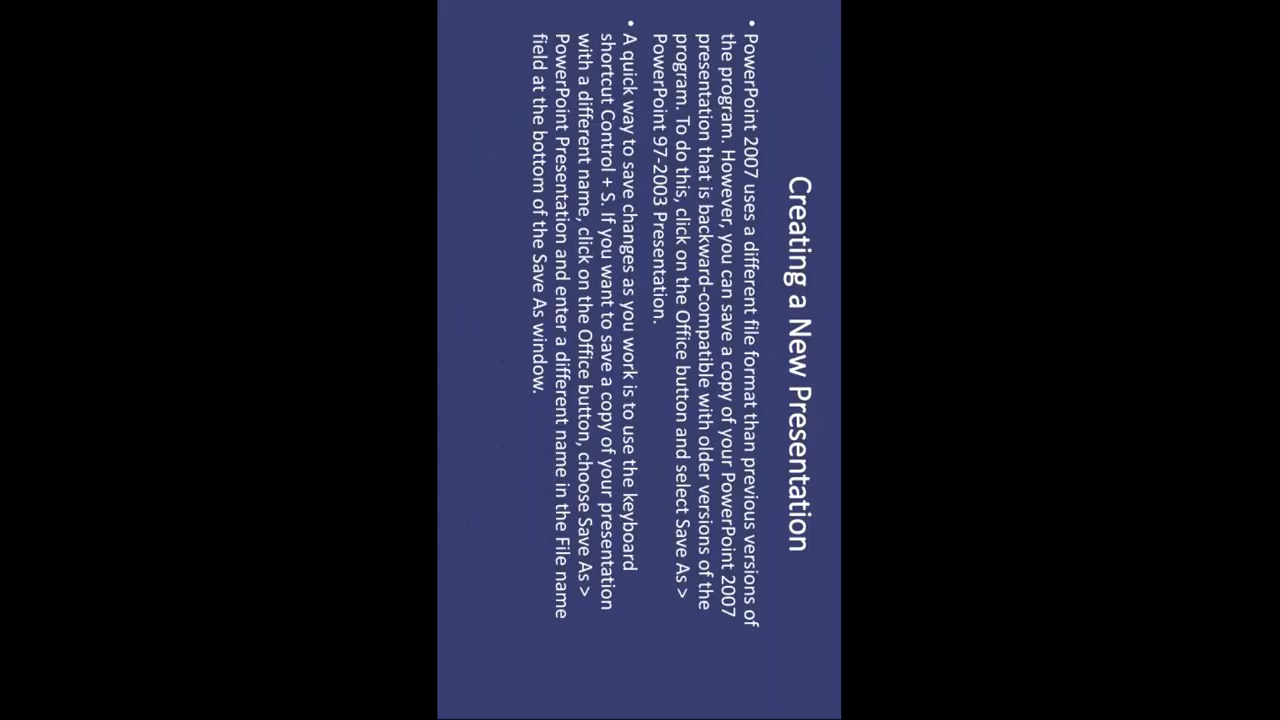 Creating a New Presentation
• PowerPoint 2007 uses a different file format than previous versions of
the program. However, you can save a copy of your PowerPoint 2007
presentation that is backward-compatible with older versions of the
program. To do this, click on the Office button and select Save As >
PowerPoint 97-2003 Presentation.
• A quick way to save changes as you work is to use the keyboard
shortcut Control + S. If you want to save a copy of your presentation
with a different name, click on the Office button, choose Save As >
PowerPoint Presentation and enter a different name in the File name
field at the bottom of the Save As window.